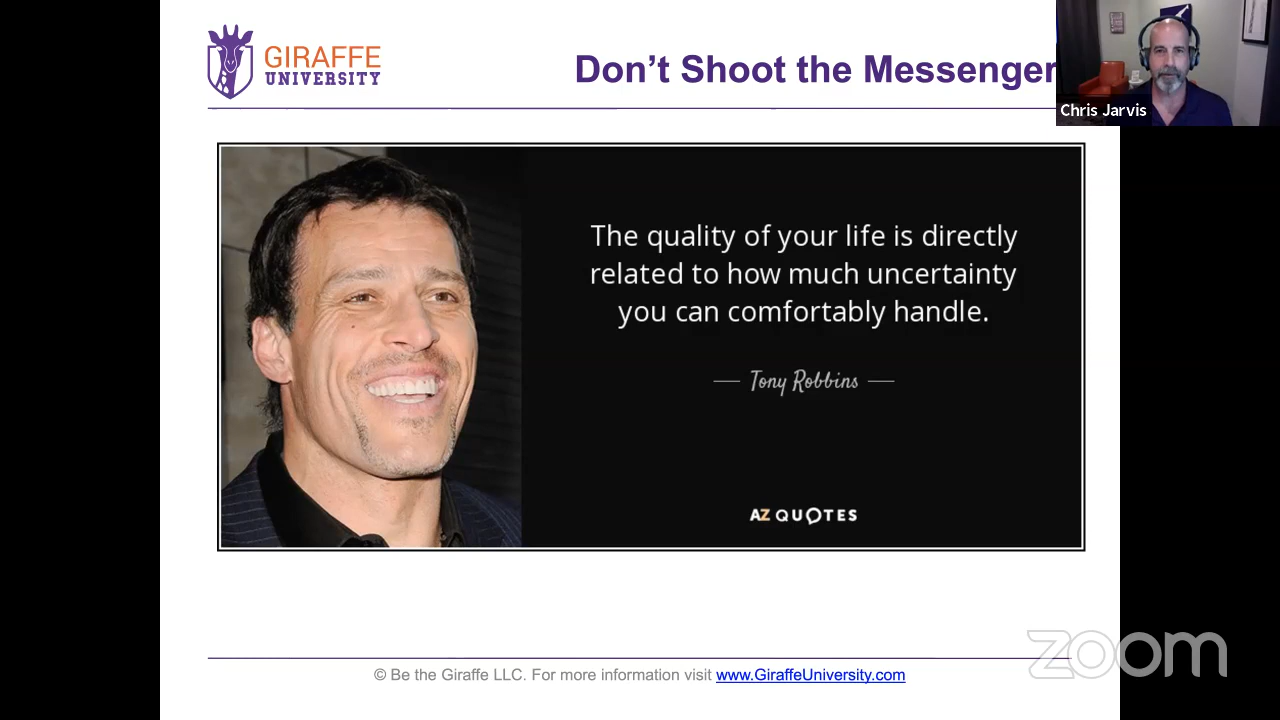 GIRAFFE
UNIVERSITY
Don't Shoot the Messenger
Chris Jarvis
The quality of your life is directly
related to how much uncertainty
you can comfortably handle.
Tony Robbins
AZ QUOTES
zoom
© Be the Giraffe LLC. For more information visit www.GiraffeUniversity.com